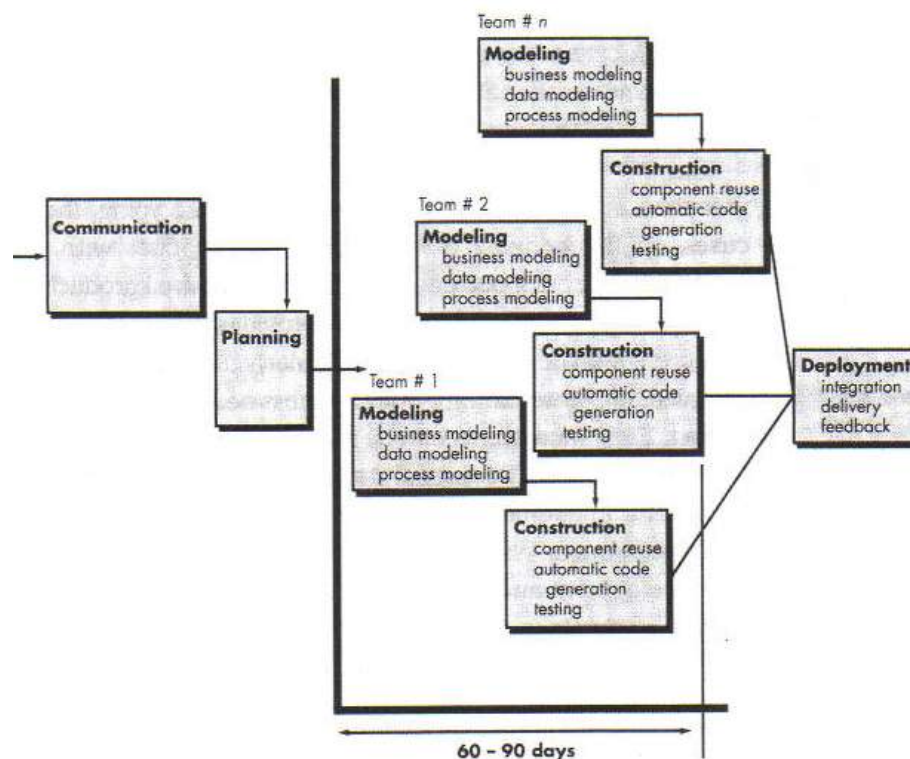 Team # n
Modeling
business modeling
data modeling
process modeling
Construction
component reuse
automatic code
generation
testing
Team # 2
Modeling
business modeling
data modeling
process modeling
Construction
component reuse
automatic code
generation
testing
Communication
Planning
Team # 1
Modeling
business modeling
data modeling
process modeling
Construction
component reuse
automatic code
generation
testing
Deployment
integration
delivery
feedback
60 – 90 days